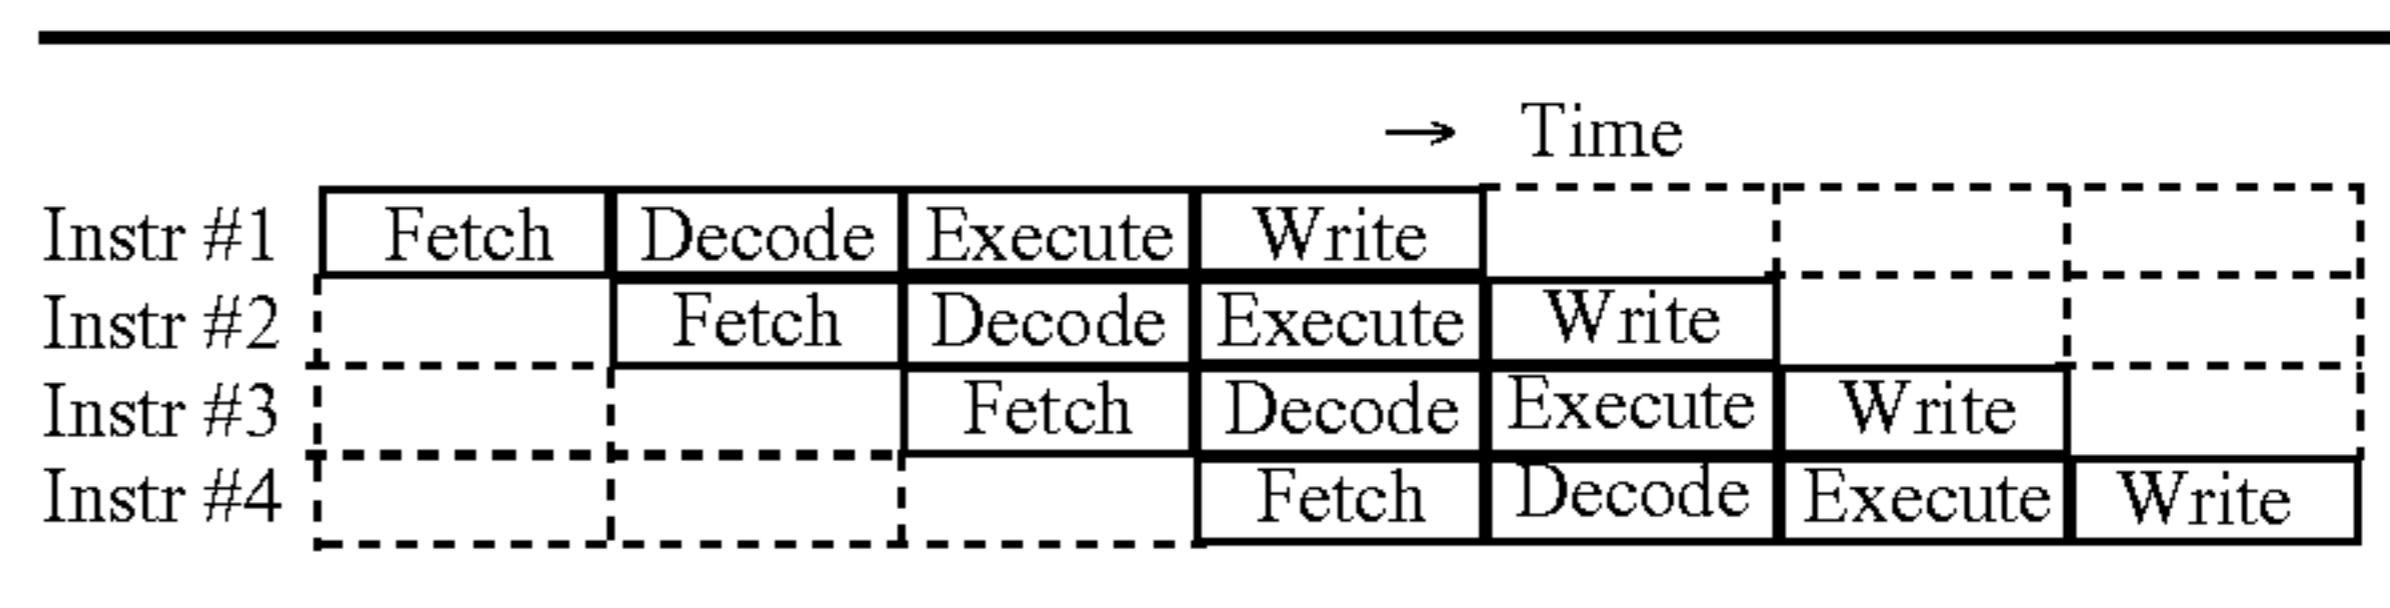 → Time
Instr #1 Fetch Decode Execute Write
Instr #2 Fetch Decode Execute Write
Instr #3 Fetch Decode Execute Write
Instr #4 Fetch Decode Execute Write